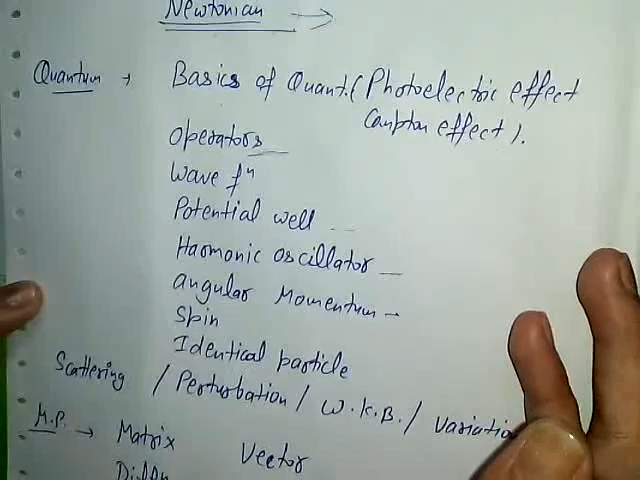 Newtonian →
Quantum → Basics of Quant. (Photoelectric effect
Compton effect).
Operators
Wave fⁿ
Potential well
Harmonic oscillator
Angular Momentum -
Spin
Identical particle
Scattering / Perturbation / W.K.B. / Variatio
M.P. → Matrix Vector